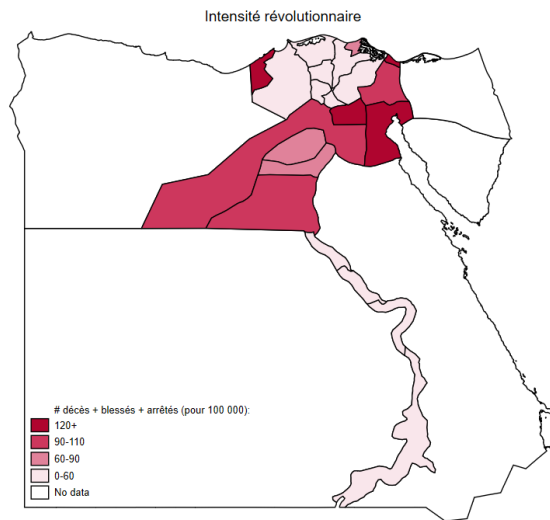 Intensité révolutionnaire
# décès + blessés + arrêtés (pour 100 000):
120+
90-110
60-90
0-60
No data